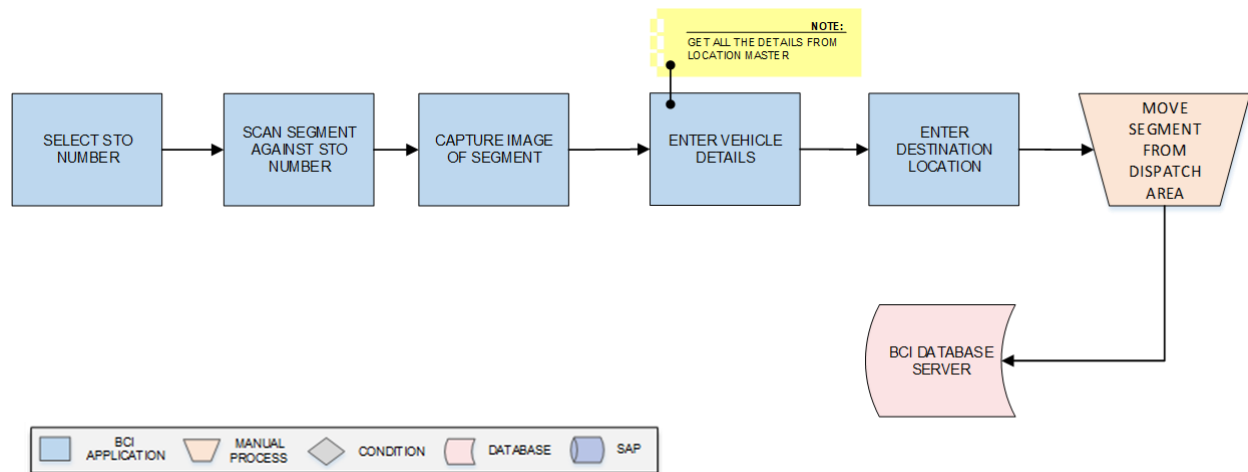 NOTE:
GET ALL THE DETAILS FROM
LOCATION MASTER
SELECT STO
NUMBER
SCAN SEGMENT
AGAINST STO
NUMBER
CAPTURE IMAGE
OF SEGMENT
ENTER VEHICLE
DETAILS
ENTER
DESTINATION
LOCATION
MOVE
SEGMENT
FROM
DISPATCH
AREA
BCI DATABASE
SERVER
BCI
APPLICATION
MANUAL
PROCESS
CONDITION
DATABASE
SAP